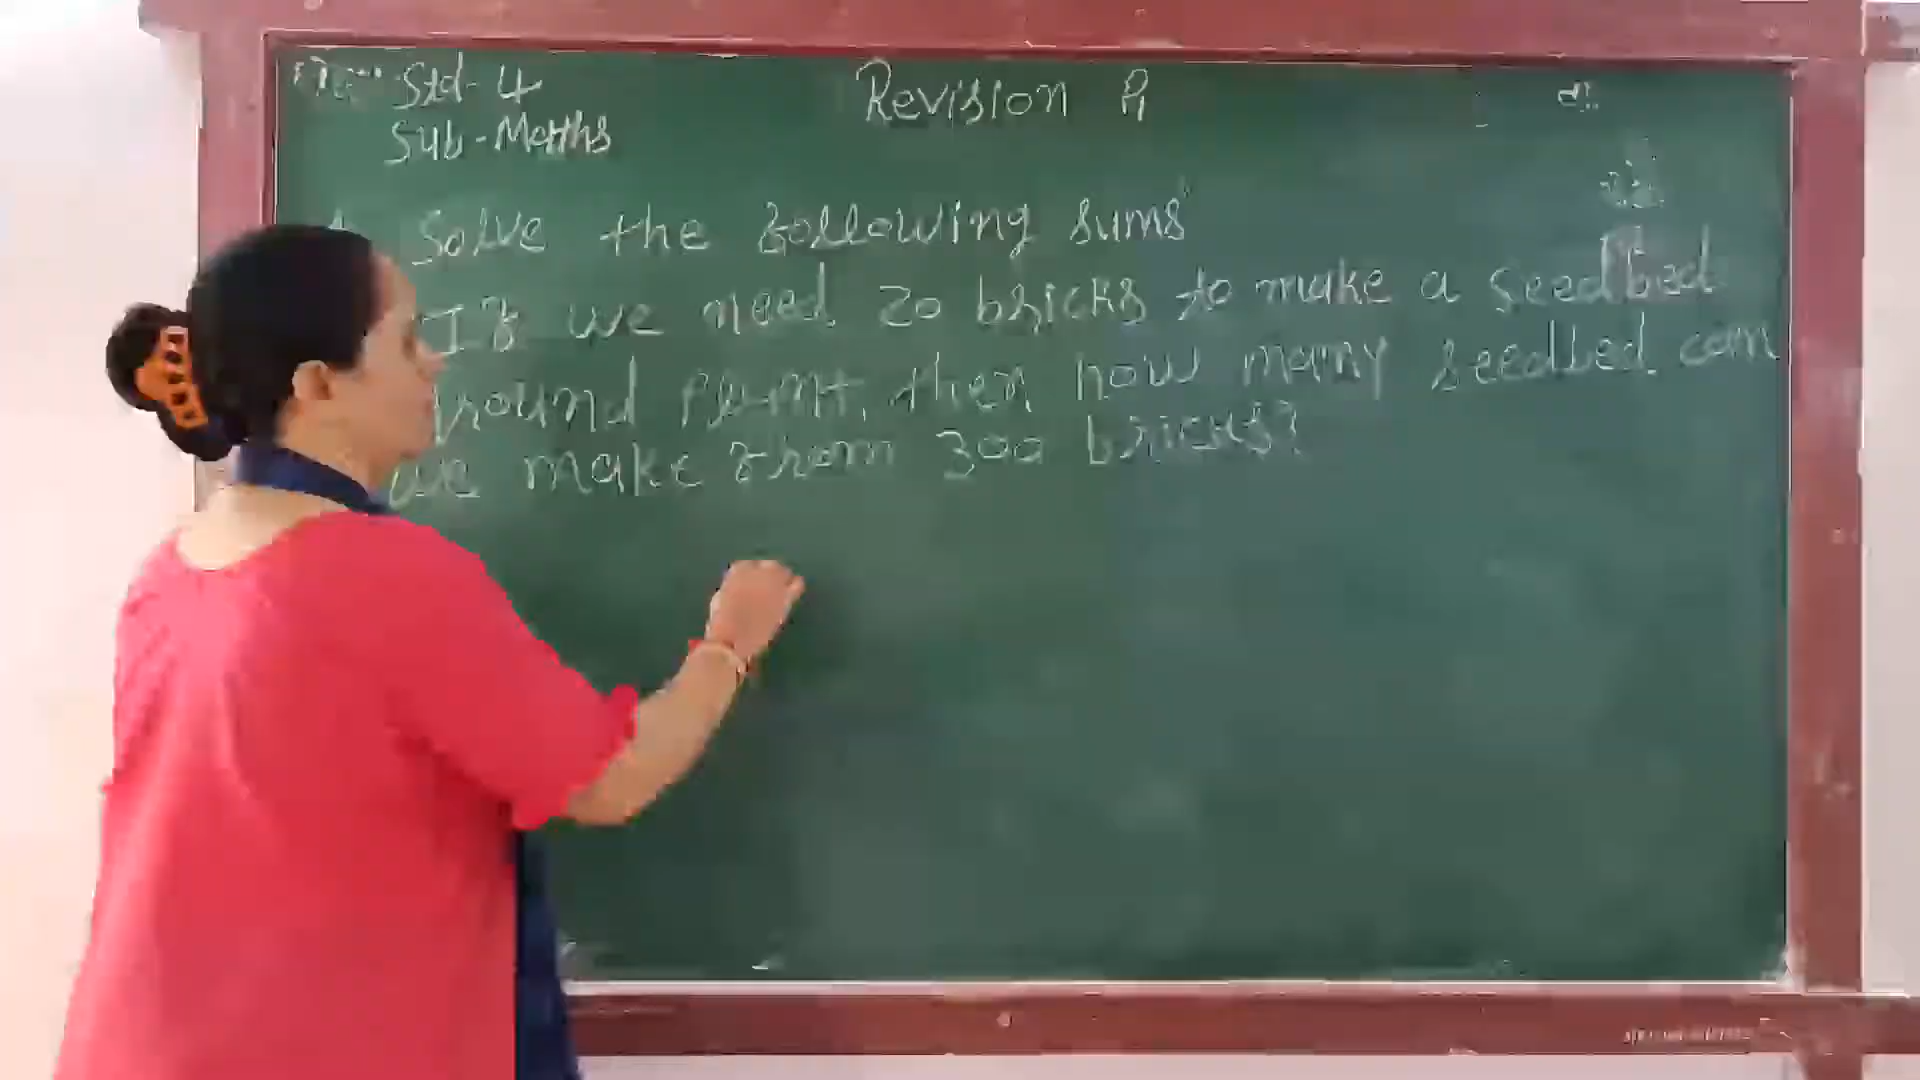 Std-4
Revision P1
Sub-Maths
Solve the following sums
If we need 20 bricks to make a seedbed
around plant, then how many seedbed can
we make from 300 bricks?